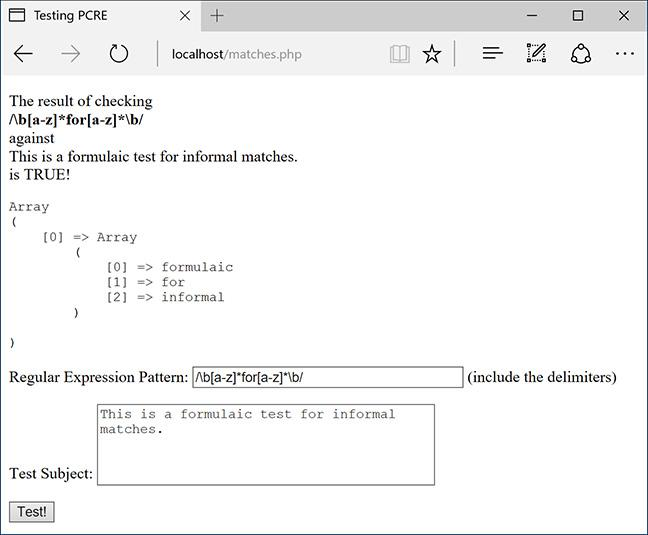 Testing PCRE
localhost/matches.php
The result of checking
/\b[a-z]*for[a-z]*\b/
against
This is a formulaic test for informal matches.
is TRUE!
Array
(
[0] => Array
(
[0] => formulaic
[1] => for
[2] => informal
)
)
Regular Expression Pattern: /\b[a-z]*for[a-z]*\b/ (include the delimiters)
This is a formulaic test for informal
matches.
Test Subject:
Test!